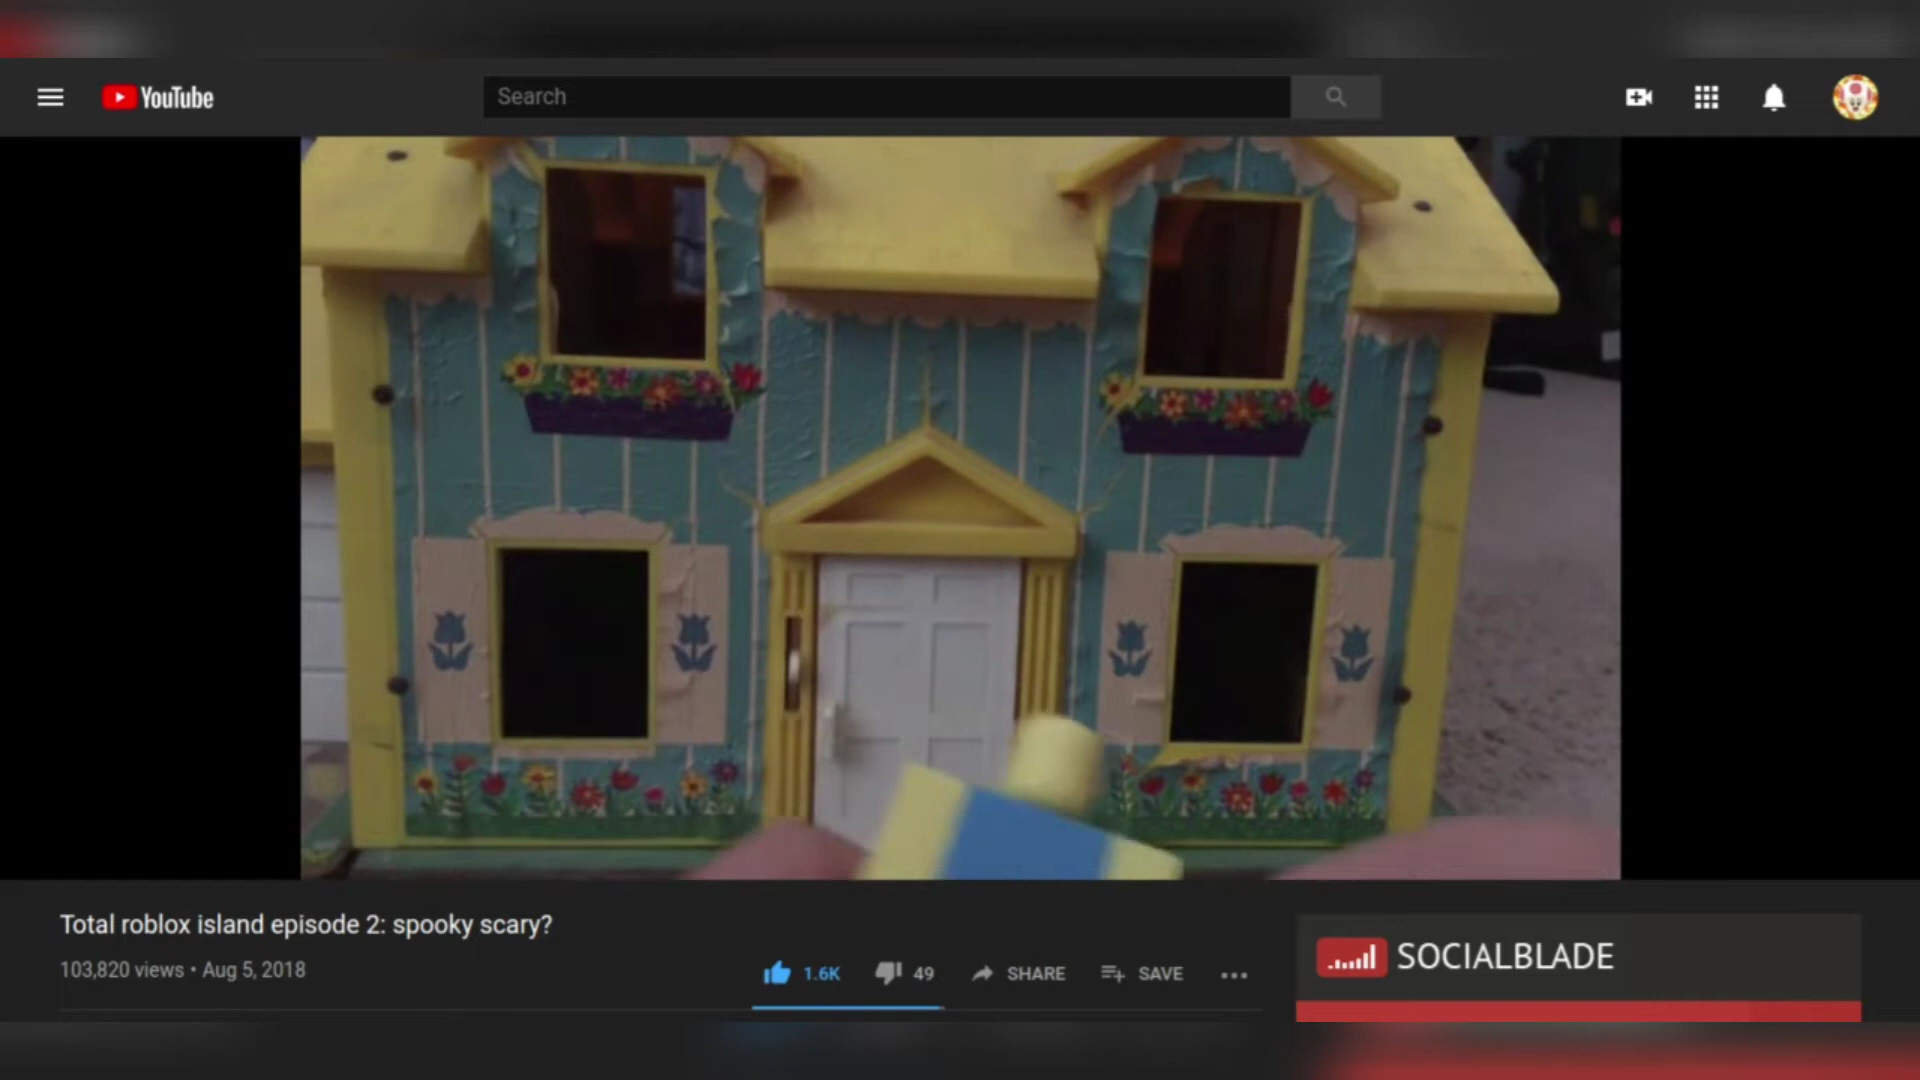 YouTube
Search
Total roblox island episode 2: spooky scary?
103,820 views • Aug 5, 2018
1.6K
49
SHARE
SAVE
SOCIALBLADE